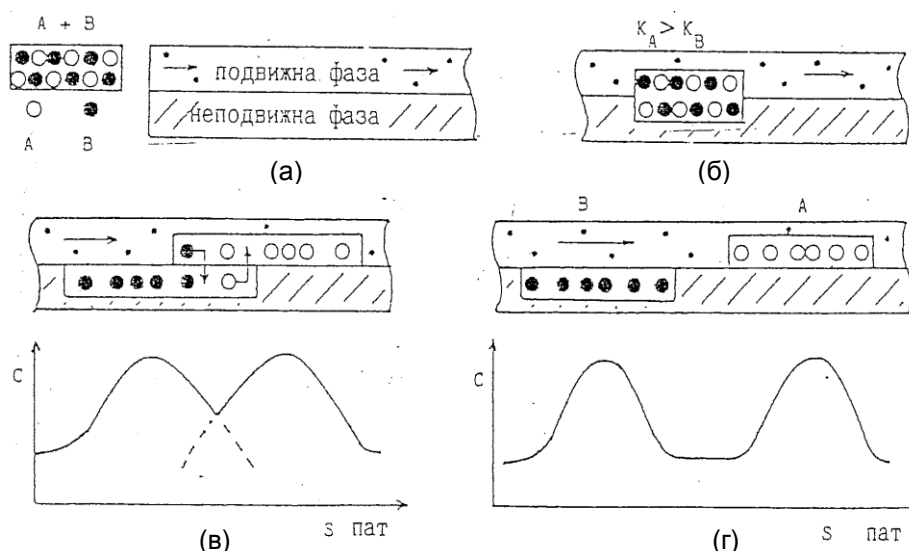 A + B
A B
подвижна фаза
неподвижна фаза
(а)
K_A > K_B
A B
(б)
B A
C
S пат
(в)
C
S пат
(г)